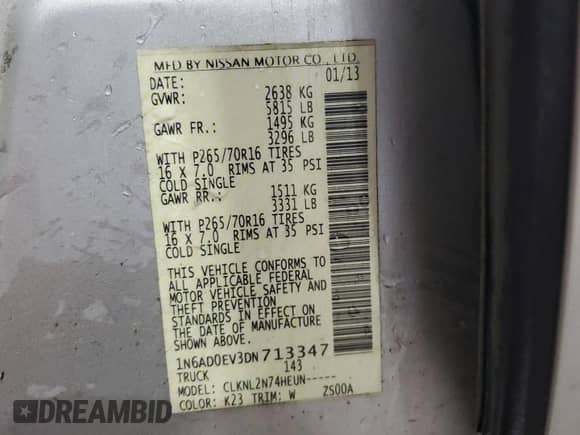 MFD BY NISSAN MOTOR CO., LTD.
DATE: 01/13
GVWR: 2638 KG
5815 LB
GAWR FR.: 1495 KG
3296 LB
WITH P265/70R16 TIRES
16 X 7.0 RIMS AT 35 PSI
COLD SINGLE
GAWR RR.: 1511 KG
3331 LB
WITH P265/70R16 TIRES
16 X 7.0 RIMS AT 35 PSI
COLD SINGLE
THIS VEHICLE CONFORMS TO
ALL APPLICABLE FEDERAL
MOTOR VEHICLE SAFETY AND
THEFT PREVENTION
STANDARDS IN EFFECT ON
THE DATE OF MANUFACTURE
SHOWN ABOVE.
1N6AD0EV3DN713347
TRUCK 143
MODEL: CLKNL2N74HEUN-----
COLOR: K23 TRIM: W ZS00A
DREAMBID